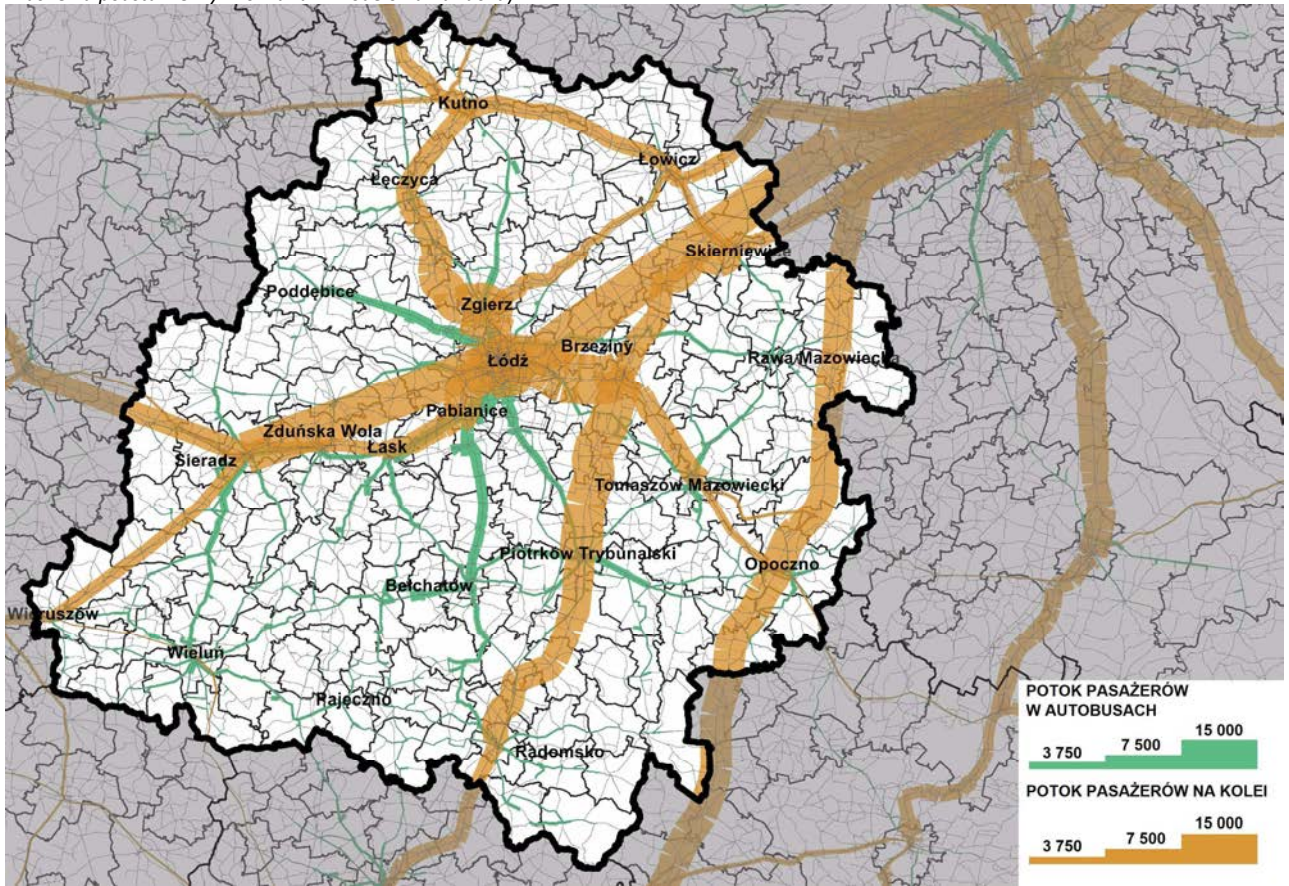 Kutno
Łowicz
Łęczyca
Skierniewice
Poddębice
Zgierz
Brzeziny
Łódź
Rawa Mazowiecka
Pabianice
Zduńska Wola
Łask
Sieradz
Tomaszów Mazowiecki
Piotrków Trybunalski
Opoczno
Bełchatów
Wieruszów
Wieluń
Pajęczno
Radomsko
POTOK PASAŻERÓW
W AUTOBUSACH
3 750 7 500 15 000
POTOK PASAŻERÓW NA KOLEI
3 750 7 500 15 000